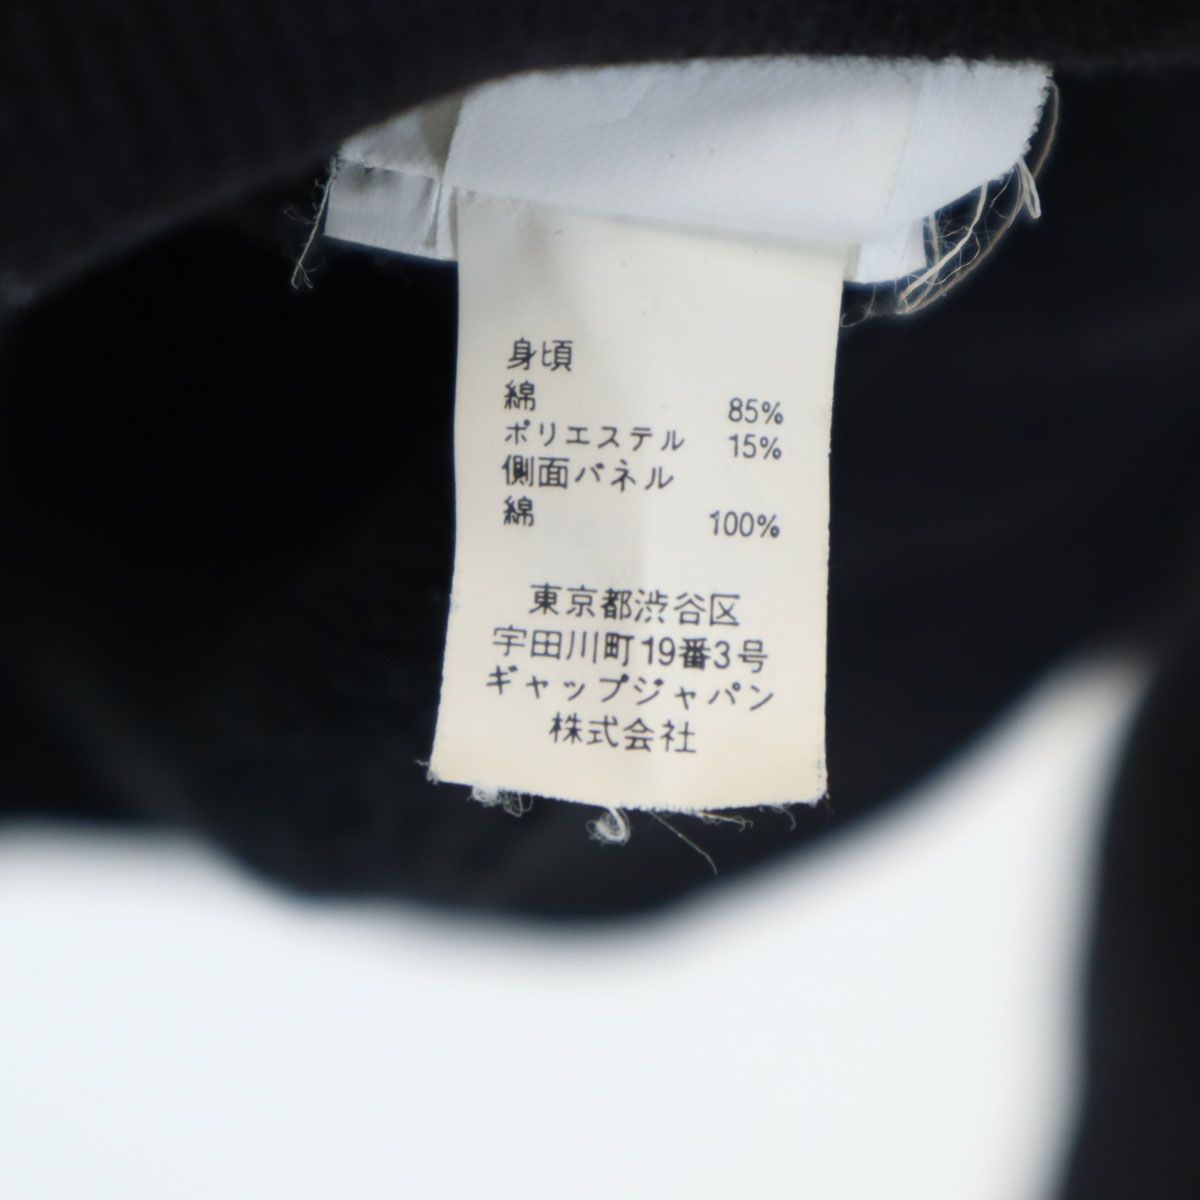 身頃
綿 85%
ポリエステル 15%
側面パネル
綿 100%
東京都渋谷区
宇田川町19番3号
ギャップジャパン
株式会社